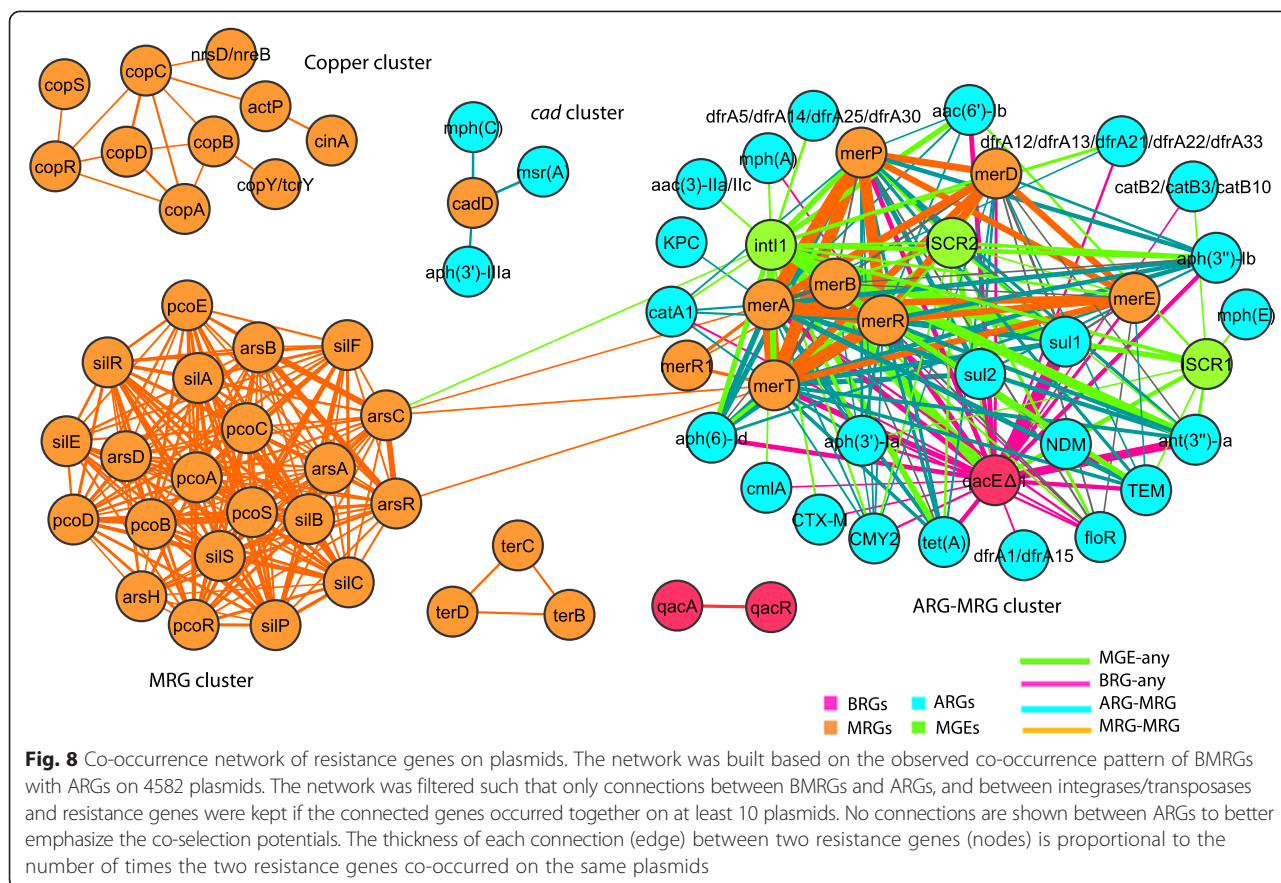 Copper cluster
nrsD/nreB
copC
copS
actP
cinA
copB
copD
copR
copY/tcrY
copA
cad cluster
mph(C)
msr(A)
cadD
aph(3')-IIIa
dfrA5/dfrA14/dfrA25/dfrA30
aac(6')-Ib
dfrA12/dfrA13/dfrA21/dfrA22/dfrA33
mph(A)
merP
merD
aac(3)-IIa/IIc
catB2/catB3/catB10
KPC
intI1
ISCR2
aph(3'')-Ib
merB
merA
merE
catA1
merR
mph(E)
sul1
merR1
ISCR1
merT
sul2
aph(6)-Id
aph(3')-Ia
NDM
ant(3'')-Ia
cmlA
qacEΔ1
TEM
CTX-M
CMY2
tet(A)
dfrA1/dfrA15
floR
ARG-MRG cluster
pcoE
silR
arsB
silF
silA
arsC
silE
pcoC
arsD
arsA
pcoA
arsR
pcoD
pcoB
pcoS
silB
silS
arsH
silC
pcoR
silP
MRG cluster
terC
terD
terB
qacA
qacR
MGE-any
BRG-any
ARG-MRG
MRG-MRG
BRGs
ARGs
MRGs
MGEs
Fig. 8 Co-occurrence network of resistance genes on plasmids. The network was built based on the observed co-occurrence pattern of BMRGs
with ARGs on 4582 plasmids. The network was filtered such that only connections between BMRGs and ARGs, and between integrases/transposases
and resistance genes were kept if the connected genes occurred together on at least 10 plasmids. No connections are shown between ARGs to better
emphasize the co-selection potentials. The thickness of each connection (edge) between two resistance genes (nodes) is proportional to the
number of times the two resistance genes co-occurred on the same plasmids